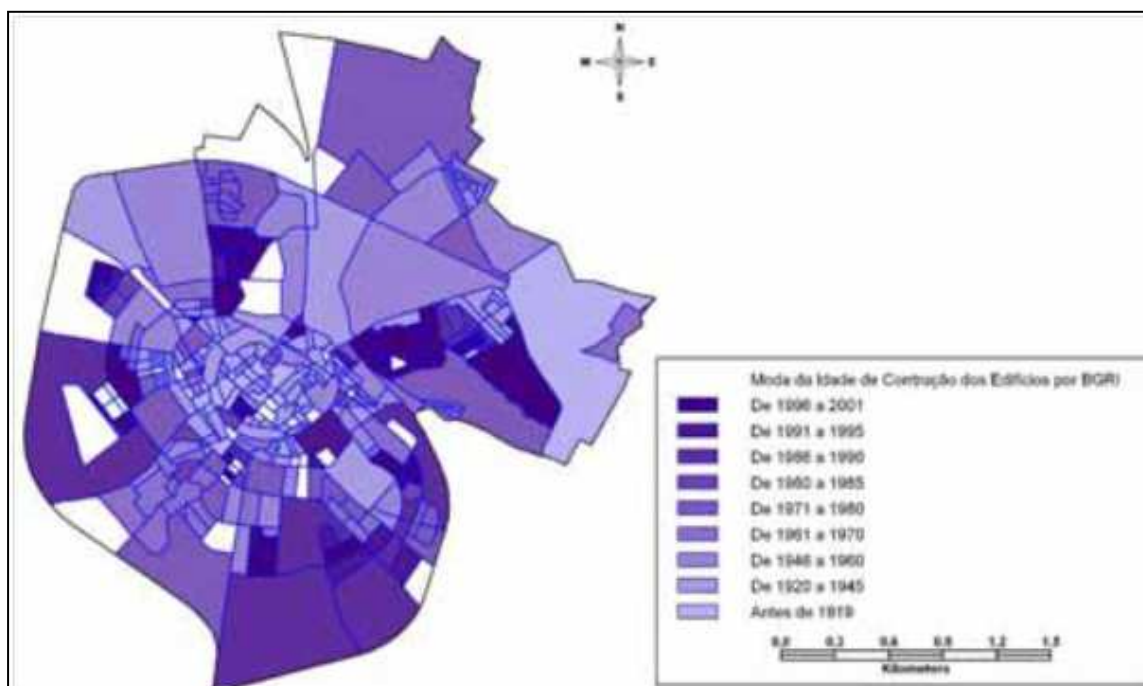 N
W E
S
Moda da Idade de Contrução dos Edifícios por BGRI
De 1996 a 2001
De 1991 a 1995
De 1986 a 1990
De 1980 a 1985
De 1971 a 1980
De 1961 a 1970
De 1946 a 1960
De 1920 a 1945
Antes de 1919
0,0 0,3 0,6 0,9 1,2 1,5
Kilometers